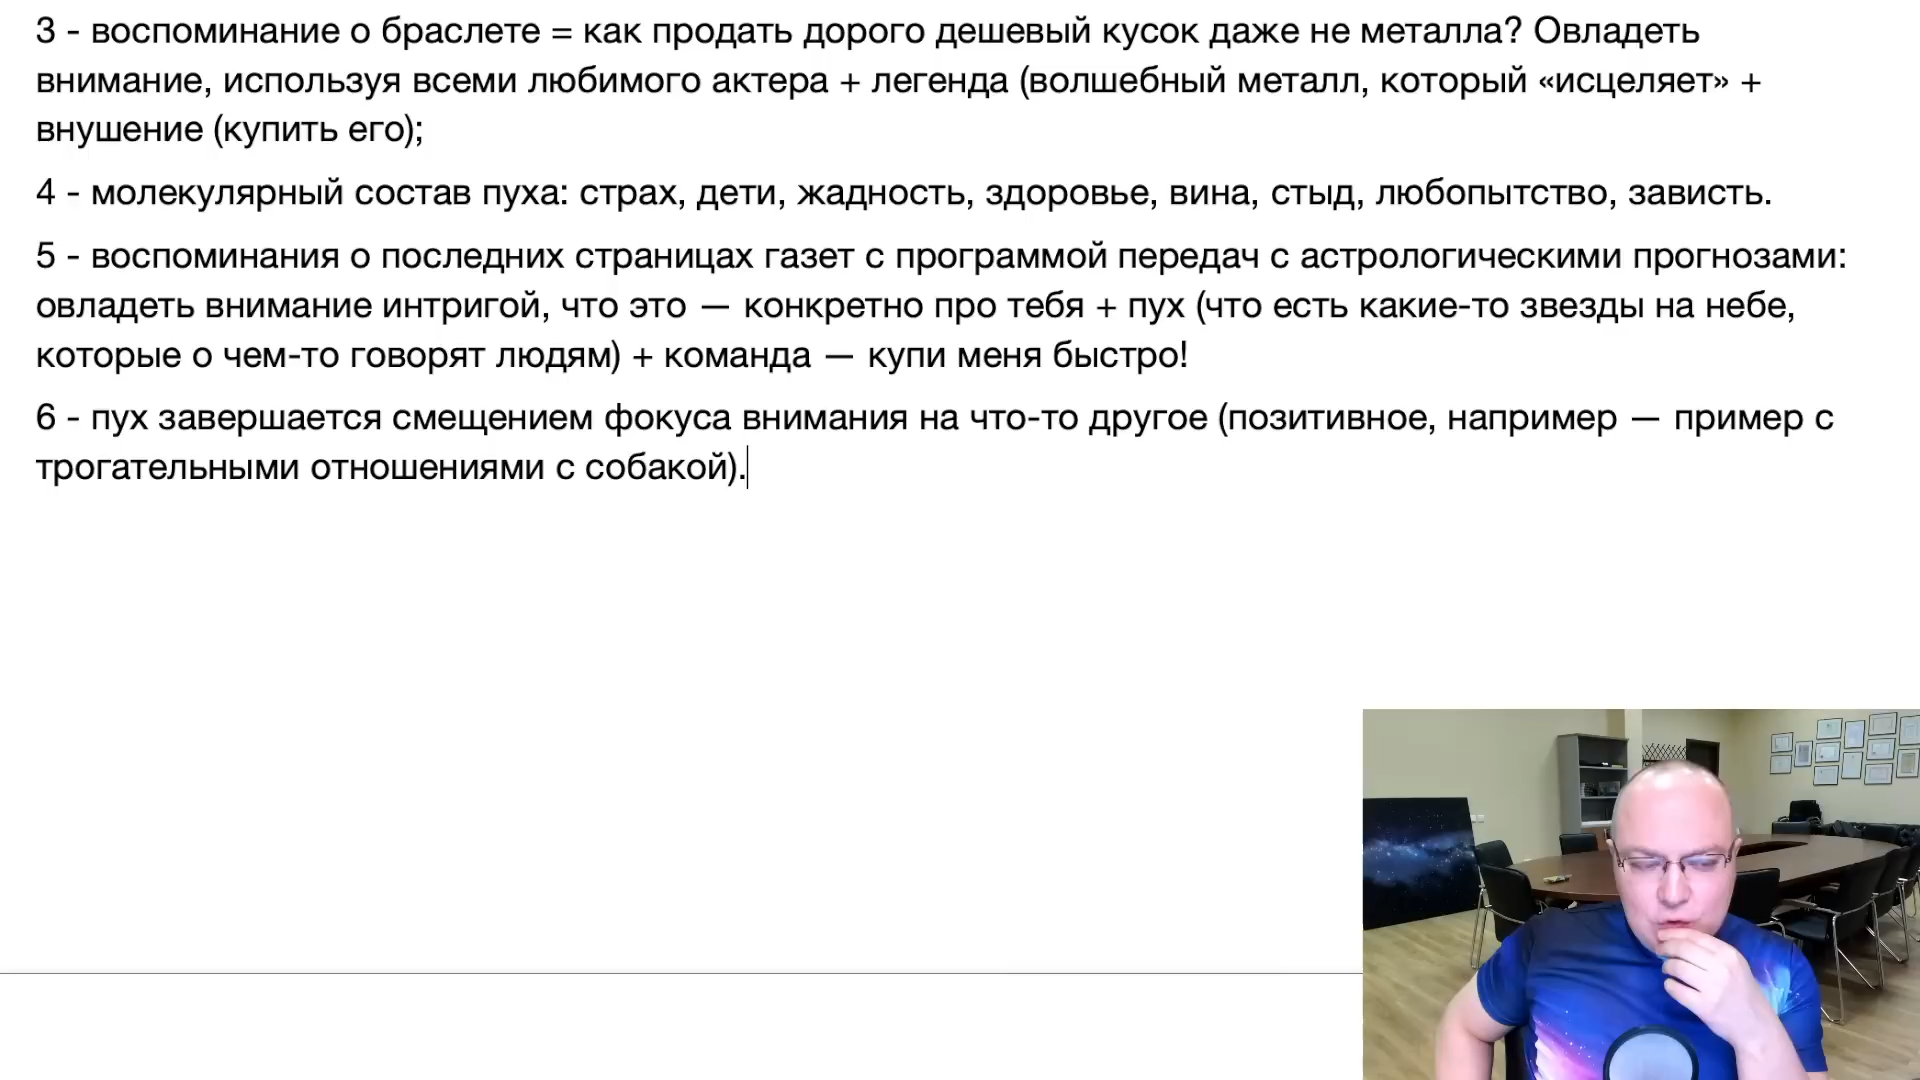 3 - воспоминание о браслете = как продать дорого дешевый кусок даже не металла? Овладеть
внимание, используя всеми любимого актера + легенда (волшебный металл, который «исцеляет» +
внушение (купить его);
4 - молекулярный состав пуха: страх, дети, жадность, здоровье, вина, стыд, любопытство, зависть.
5 - воспоминания о последних страницах газет с программой передач с астрологическими прогнозами:
овладеть внимание интригой, что это — конкретно про тебя + пух (что есть какие-то звезды на небе,
которые о чем-то говорят людям) + команда — купи меня быстро!
6 - пух завершается смещением фокуса внимания на что-то другое (позитивное, например — пример с
трогательными отношениями с собакой).